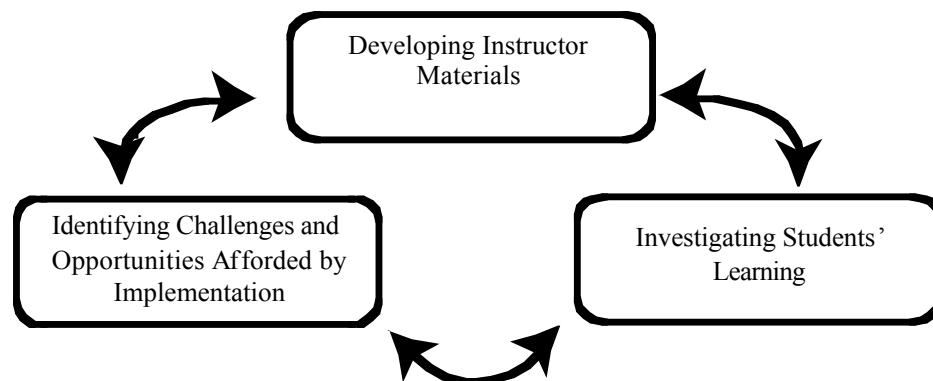 Developing Instructor
Materials
Identifying Challenges and
Opportunities Afforded by
Implementation
Investigating Students’
Learning